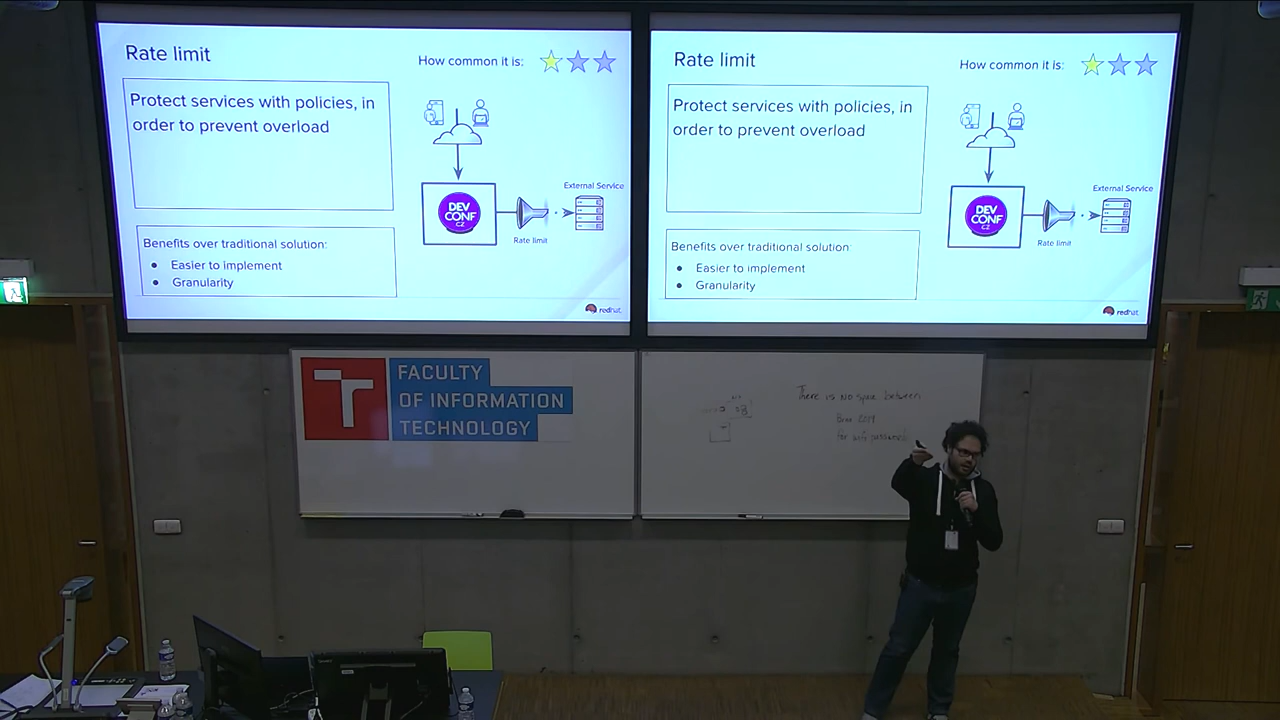 Rate limit
How common it is:
Protect services with policies, in
order to prevent overload
External Service
DEV
CONF
CZ
Rate limit
Benefits over traditional solution:
Easier to implement
Granularity
redhat
Rate limit
How common it is:
Protect services with policies, in
order to prevent overload
External Service
DEV
CONF
CZ
Rate limit
Benefits over traditional solution:
Easier to implement
Granularity
redhat
FACULTY
OF INFORMATION
TECHNOLOGY
There is NO space between